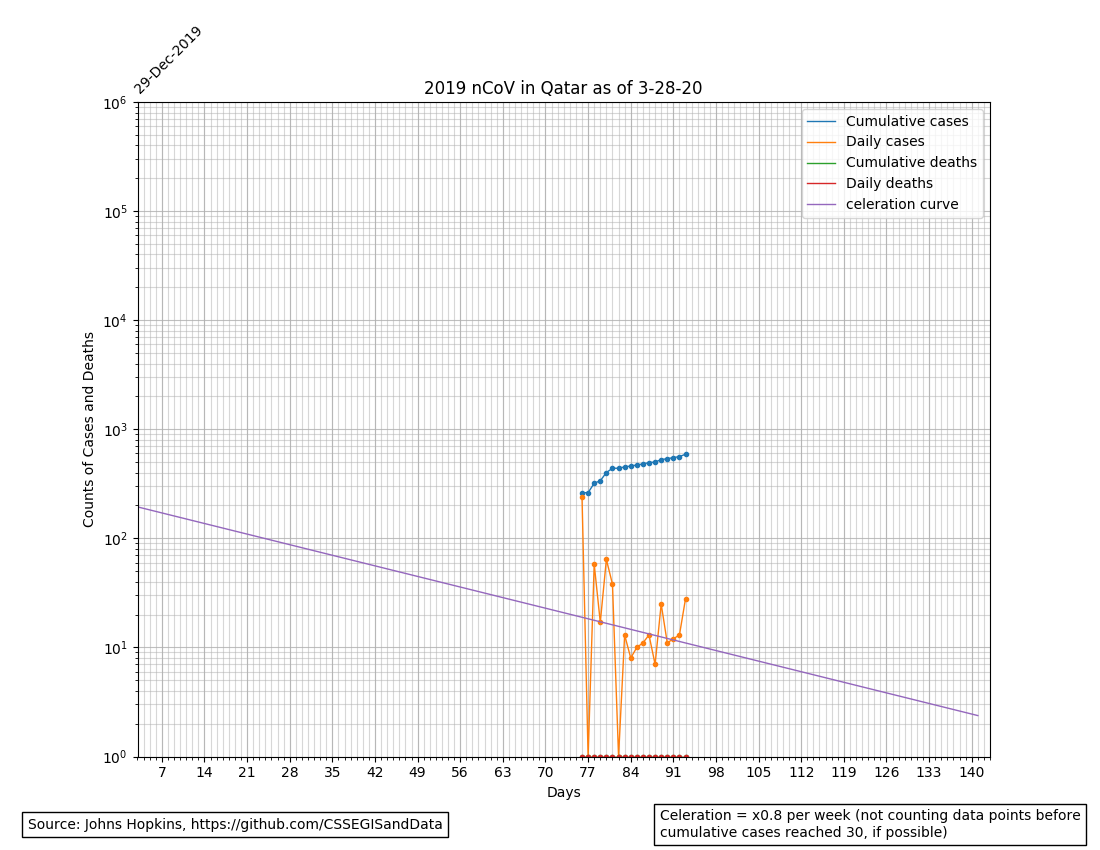 29-Dec-2019
2019 nCoV in Qatar as of 3-28-20
Cumulative cases
Daily cases
Cumulative deaths
Daily deaths
celeration curve
Counts of Cases and Deaths
10^6
10^5
10^4
10^3
10^2
10^1
10^0
7 14 21 28 35 42 49 56 63 70 77 84 91 98 105 112 119 126 133 140
Days
Source: Johns Hopkins, https://github.com/CSSEGISandData
Celeration = x0.8 per week (not counting data points before
cumulative cases reached 30, if possible)